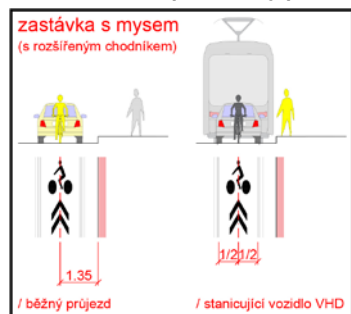 zastávka s mysem
(s rozšířeným chodníkem)
1.35
1/2 1/2
/ běžný průjezd
/ stanicující vozidlo VHD